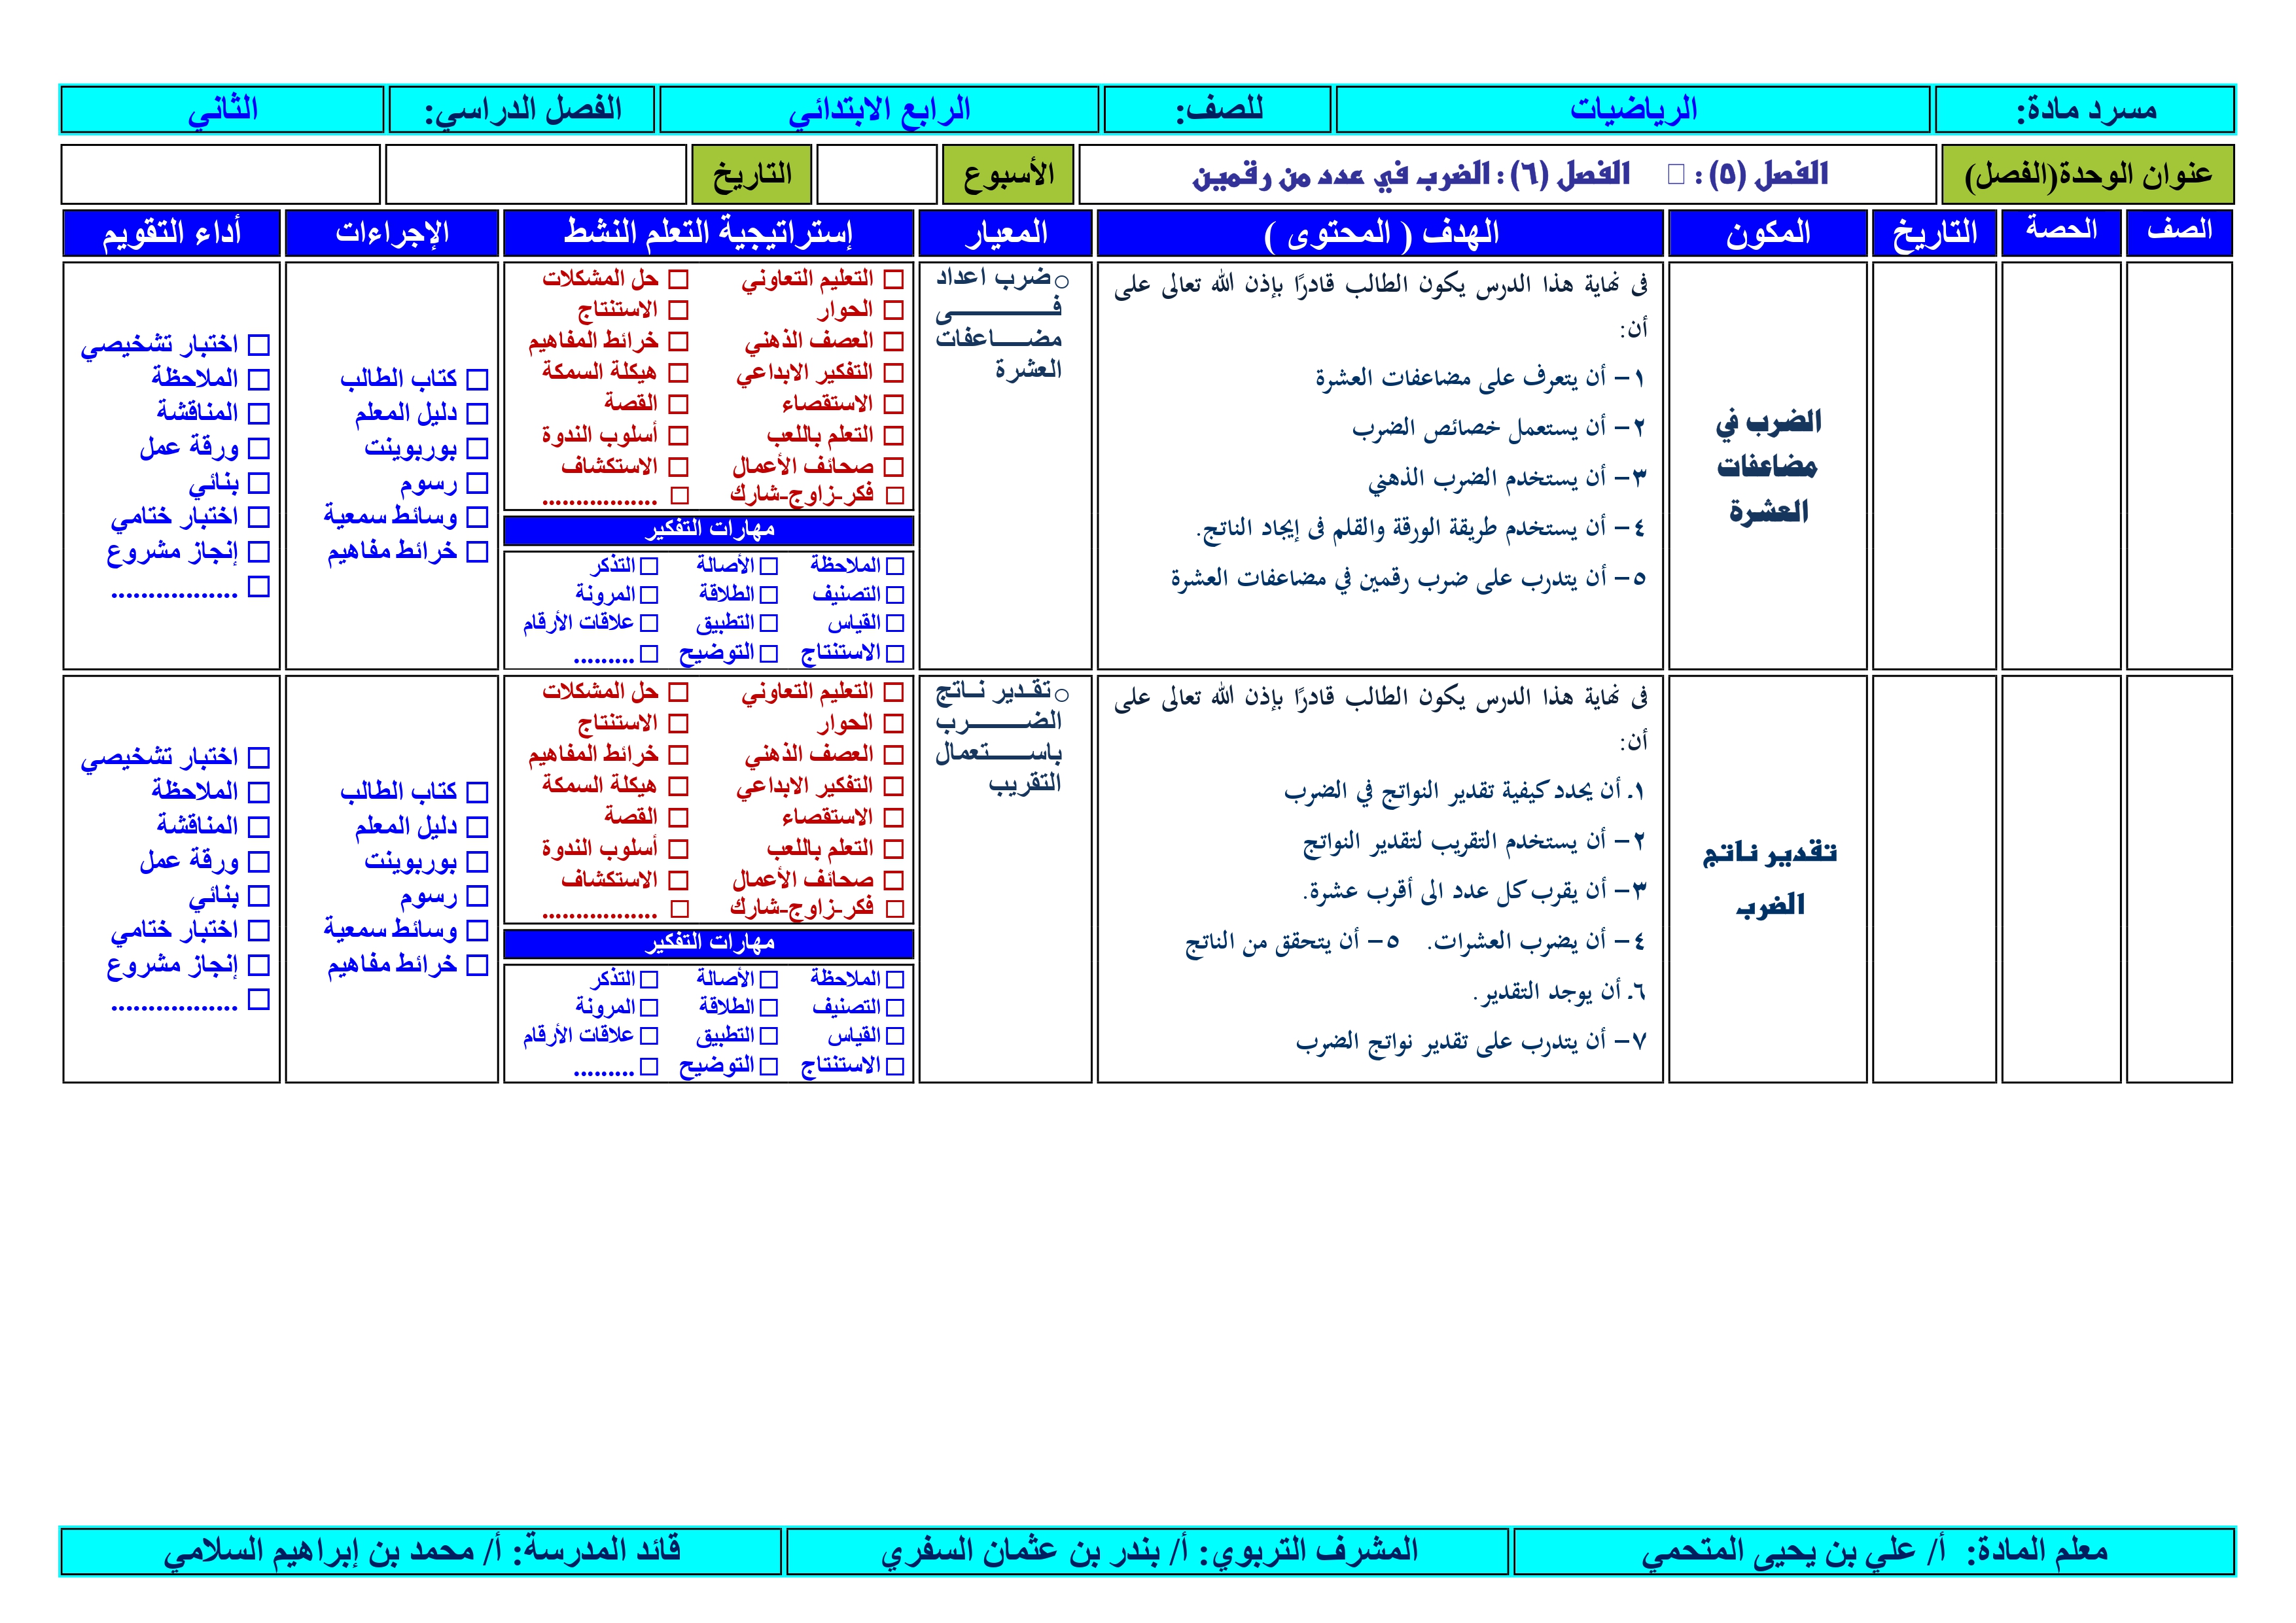 مسرد مادة: الرياضيات للصف: الرابع الابتدائي الفصل الدراسي: الثاني
عنوان الوحدة(الفصل) الفصل (٥): □ الفصل (٦): الضرب في عدد من رقمين الأسبوع التاريخ
الصف الحصة التاريخ المكون الهدف ( المحتوى ) المعيار إستراتيجية التعلم النشط الإجراءات أداء التقويم
الضرب في
مضاعفات
العشرة
فى نهاية هذا الدرس يكون الطالب قادرًا بإذن الله تعالى على
أن:
١- أن يتعرف على مضاعفات العشرة
٢- أن يستعمل خصائص الضرب
٣- أن يستخدم الضرب الذهني
٤- أن يستخدم طريقة الورقة والقلم فى إيجاد الناتج.
٥- أن يتدرب على ضرب رقمين في مضاعفات العشرة
○ ضرب اعداد
فــــــــــــى
مضـــــاعفات
العشرة
□ التعليم التعاوني □ حل المشكلات
□ الحوار □ الاستنتاج
□ العصف الذهني □ خرائط المفاهيم
□ التفكير الابداعي □ هيكلة السمكة
□ الاستقصاء □ القصة
□ التعلم باللعب □ أسلوب الندوة
□ صحائف الأعمال □ الاستكشاف
□ فكر-زاوج-شارك □ .................
مهارات التفكير
□ الملاحظة □ الأصالة □ التذكر
□ التصنيف □ الطلاقة □ المرونة
□ القياس □ التطبيق □ علاقات الأرقام
□ الاستنتاج □ التوضيح □ .........
□ كتاب الطالب
□ دليل المعلم
□ بوربوينت
□ رسوم
□ وسائط سمعية
□ خرائط مفاهيم
□ اختبار تشخيصي
□ الملاحظة
□ المناقشة
□ ورقة عمل
□ بنائي
□ اختبار ختامي
□ إنجاز مشروع
□ .................
تقدير ناتج
الضرب
فى نهاية هذا الدرس يكون الطالب قادرًا بإذن الله تعالى على
أن:
١. أن يحدد كيفية تقدير النواتج في الضرب
٢- أن يستخدم التقريب لتقدير النواتج
٣- أن يقرب كل عدد الى أقرب عشرة.
٤- أن يضرب العشرات. ٥- أن يتحقق من الناتج
٦. أن يوجد التقدير.
٧- أن يتدرب على تقدير نواتج الضرب
○ تقـدير نـاتج
الضـــــــرب
باســــتعمال
التقريب
□ التعليم التعاوني □ حل المشكلات
□ الحوار □ الاستنتاج
□ العصف الذهني □ خرائط المفاهيم
□ التفكير الابداعي □ هيكلة السمكة
□ الاستقصاء □ القصة
□ التعلم باللعب □ أسلوب الندوة
□ صحائف الأعمال □ الاستكشاف
□ فكر-زاوج-شارك □ .................
مهارات التفكير
□ الملاحظة □ الأصالة □ التذكر
□ التصنيف □ الطلاقة □ المرونة
□ القياس □ التطبيق □ علاقات الأرقام
□ الاستنتاج □ التوضيح □ .........
□ كتاب الطالب
□ دليل المعلم
□ بوربوينت
□ رسوم
□ وسائط سمعية
□ خرائط مفاهيم
□ اختبار تشخيصي
□ الملاحظة
□ المناقشة
□ ورقة عمل
□ بنائي
□ اختبار ختامي
□ إنجاز مشروع
□ .................
معلم المادة: أ/ علي بن يحيى المتحمي المشرف التربوي: أ/ بندر بن عثمان السفري قائد المدرسة: أ/ محمد بن إبراهيم السلامي